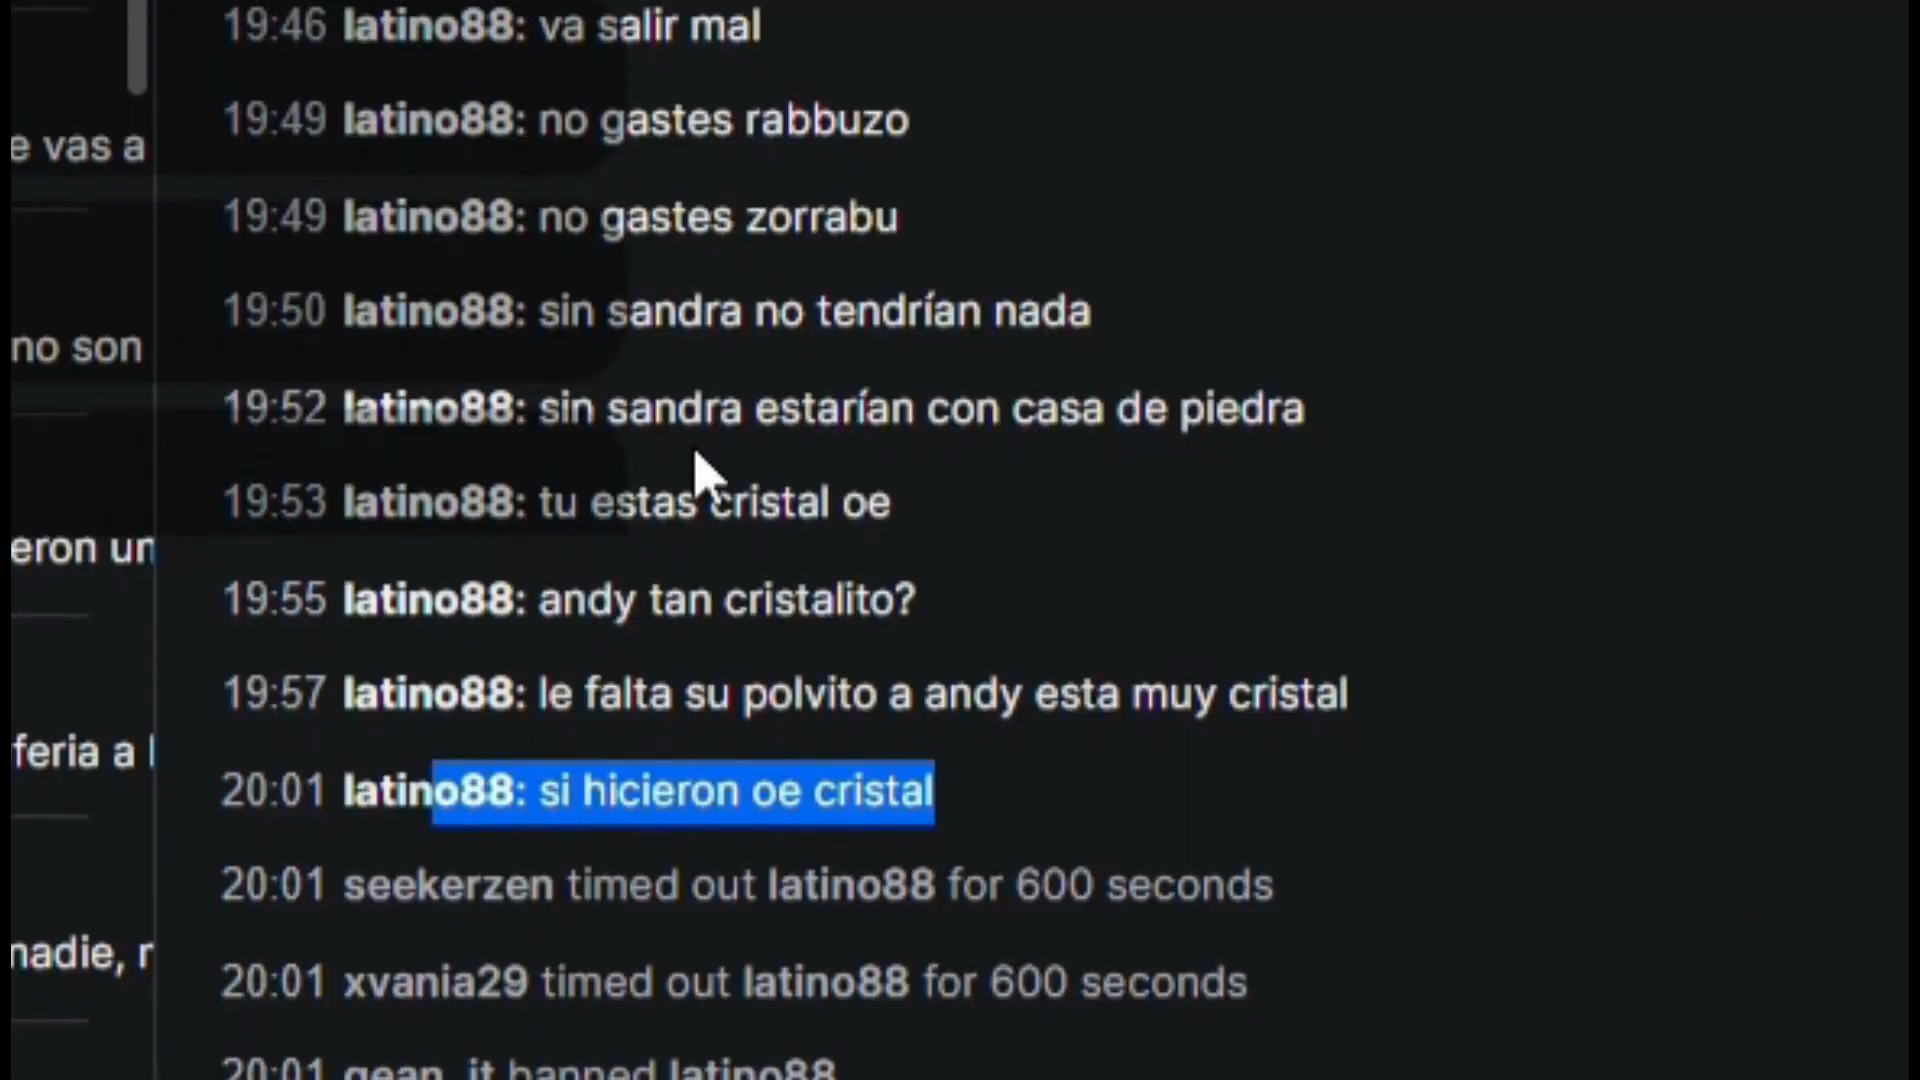 19:46 latino88: va salir mal
19:49 latino88: no gastes rabbuzo
e vas a
19:49 latino88: no gastes zorrabu
19:50 latino88: sin sandra no tendrían nada
no son
19:52 latino88: sin sandra estarían con casa de piedra
19:53 latino88: tu estas cristal oe
eron un
19:55 latino88: andy tan cristalito?
19:57 latino88: le falta su polvito a andy esta muy cristal
feria a
20:01 latino88: si hicieron oe cristal
20:01 seekerzen timed out latino88 for 600 seconds
nadie,
20:01 xvania29 timed out latino88 for 600 seconds
20:01 gean_it banned latino88